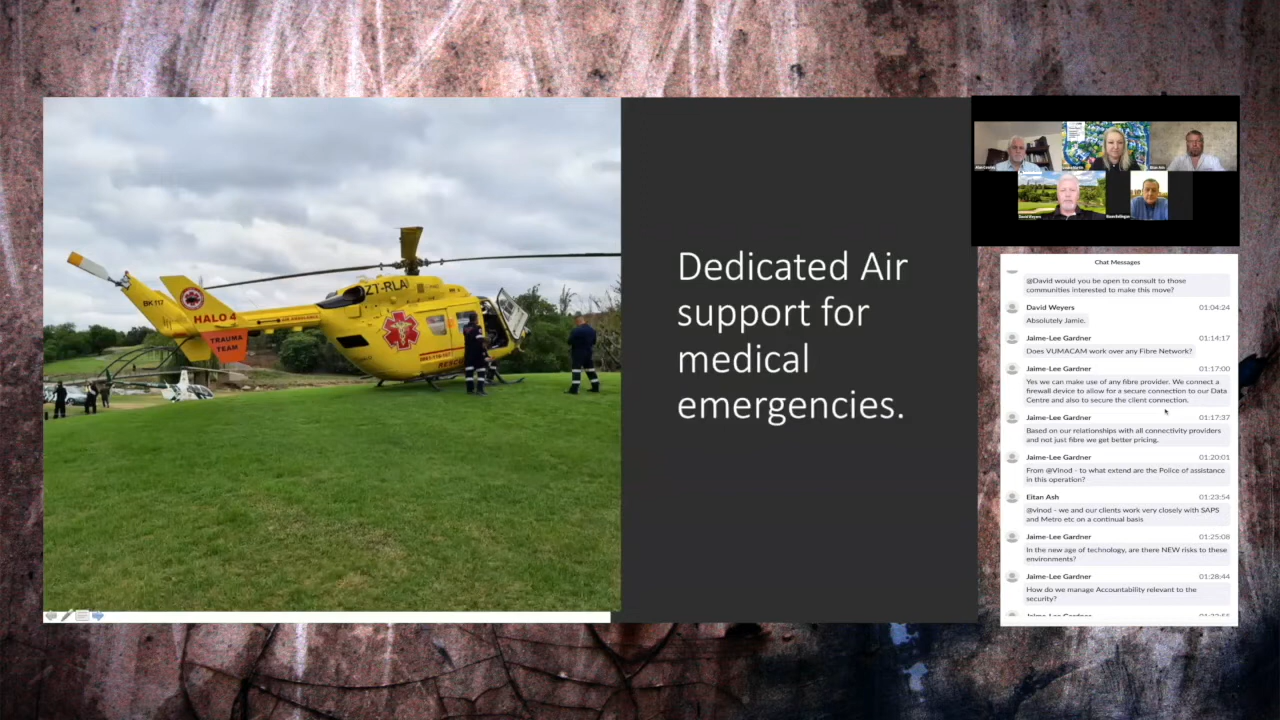 Dedicated Air
support for
medical
emergencies.
ZT-RLA
BK 117
HALO 4
AIR AMBULANCE
TRAUMA
TEAM
David Weyers
Chat Messages
@David would you be open to consult to those
communities interested to make this move?
David Weyers 01:04:24
Absolutely Jamie.
Jaime-Lee Gardner 01:14:17
Does VUMACAM work over any Fibre Network?
Jaime-Lee Gardner 01:17:00
Yes we can make use of any fibre provider. We connect a
firewall device to allow for a secure connection to our Data
Centre and also to secure the client connection.
Jaime-Lee Gardner 01:17:37
Based on our relationships with all connectivity providers
and not just fibre we get better pricing.
Jaime-Lee Gardner 01:20:01
From @Vinod - to what extend are the Police of assistance
in this operation?
Eitan Ash 01:23:54
@vinod - we and our clients work very closely with SAPS
and Metro etc on a continual basis
Jaime-Lee Gardner 01:25:08
In the new age of technology, are there NEW risks to these
environments?
Jaime-Lee Gardner 01:28:44
How do we manage Accountability relevant to the
security?